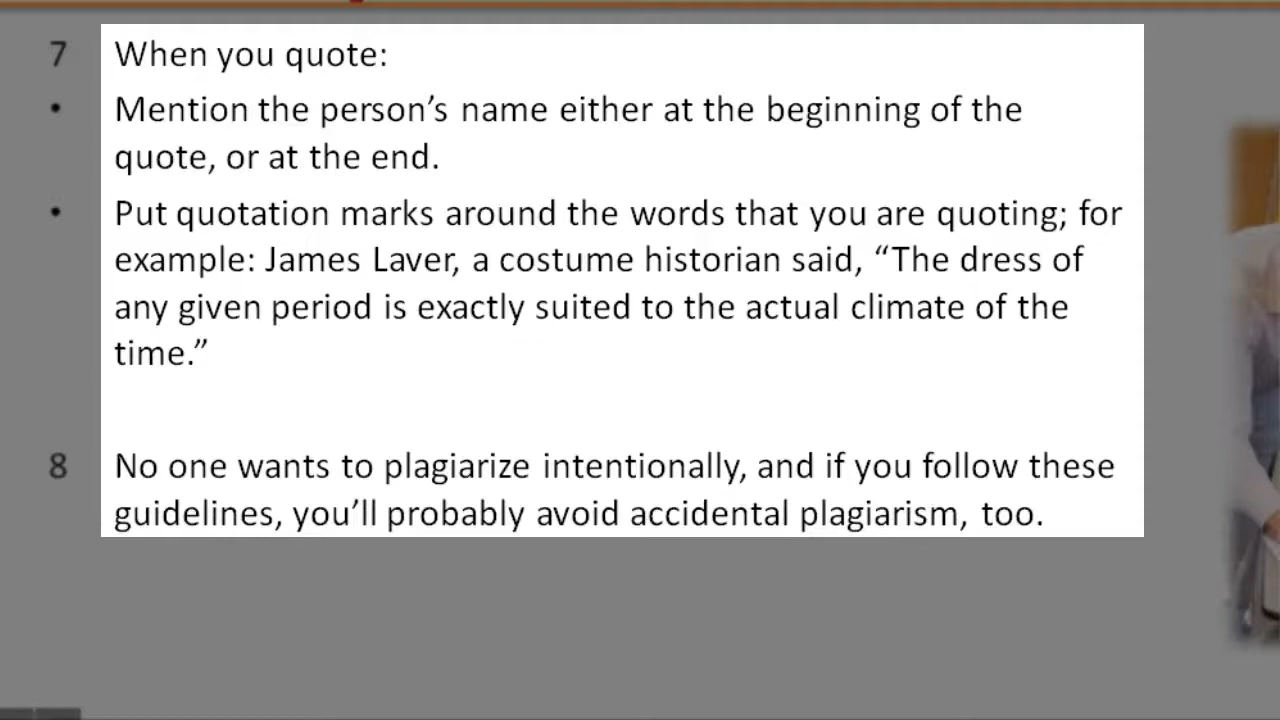 7 When you quote:
• Mention the person’s name either at the beginning of the
quote, or at the end.
• Put quotation marks around the words that you are quoting; for
example: James Laver, a costume historian said, “The dress of
any given period is exactly suited to the actual climate of the
time.”
8 No one wants to plagiarize intentionally, and if you follow these
guidelines, you’ll probably avoid accidental plagiarism, too.